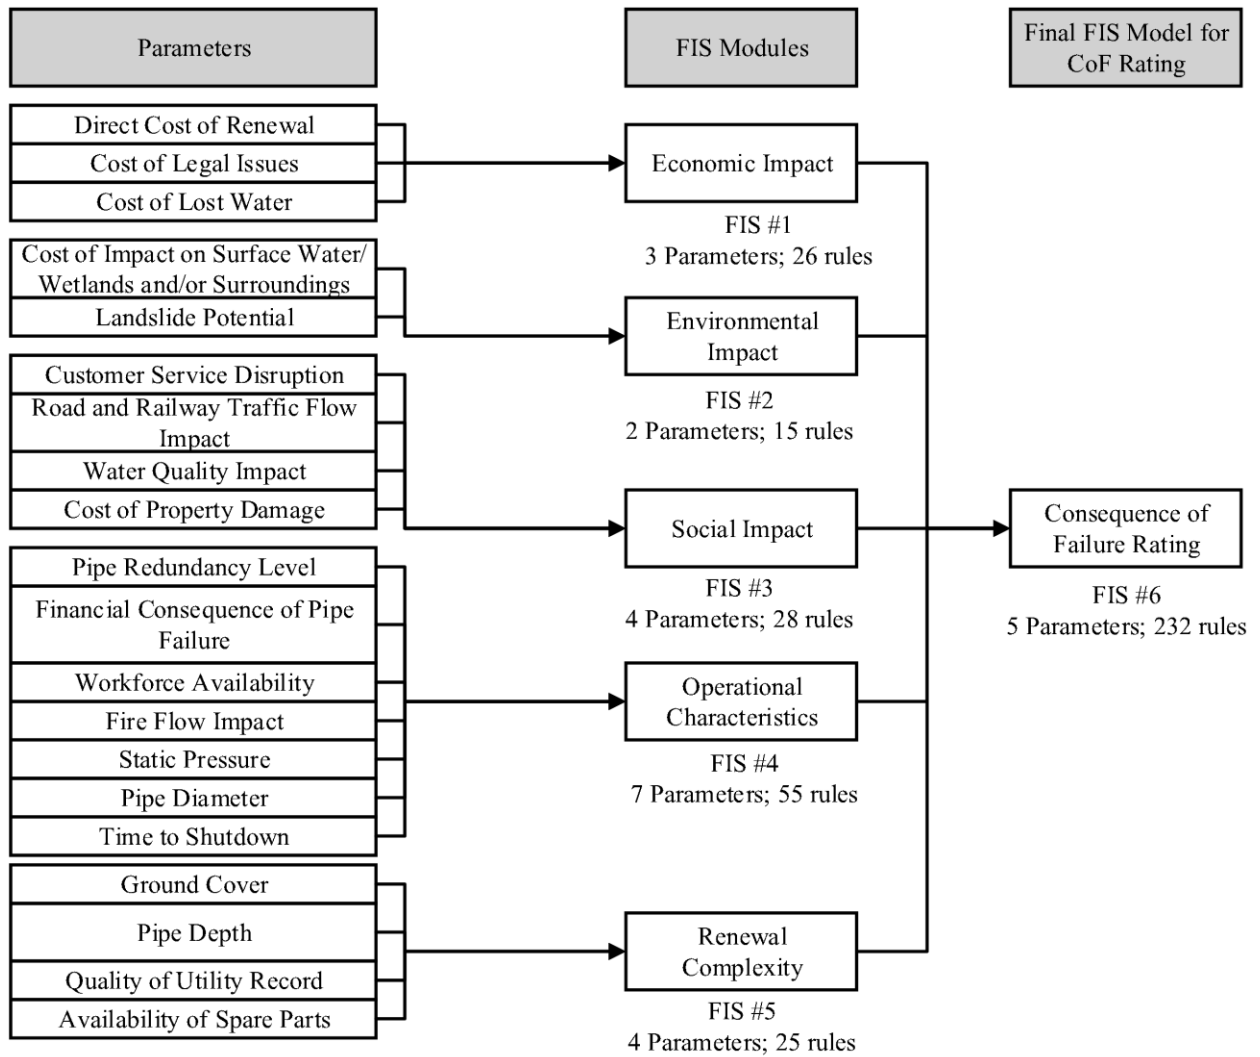 Parameters
FIS Modules
Final FIS Model for
CoF Rating
Direct Cost of Renewal
Cost of Legal Issues
Cost of Lost Water
Economic Impact
FIS #1
3 Parameters; 26 rules
Cost of Impact on Surface Water/
Wetlands and/or Surroundings
Landslide Potential
Environmental
Impact
FIS #2
2 Parameters; 15 rules
Customer Service Disruption
Road and Railway Traffic Flow
Impact
Water Quality Impact
Cost of Property Damage
Social Impact
FIS #3
4 Parameters; 28 rules
Pipe Redundancy Level
Financial Consequence of Pipe
Failure
Workforce Availability
Fire Flow Impact
Static Pressure
Pipe Diameter
Time to Shutdown
Operational
Characteristics
FIS #4
7 Parameters; 55 rules
Ground Cover
Pipe Depth
Quality of Utility Record
Availability of Spare Parts
Renewal
Complexity
FIS #5
4 Parameters; 25 rules
Consequence of
Failure Rating
FIS #6
5 Parameters; 232 rules